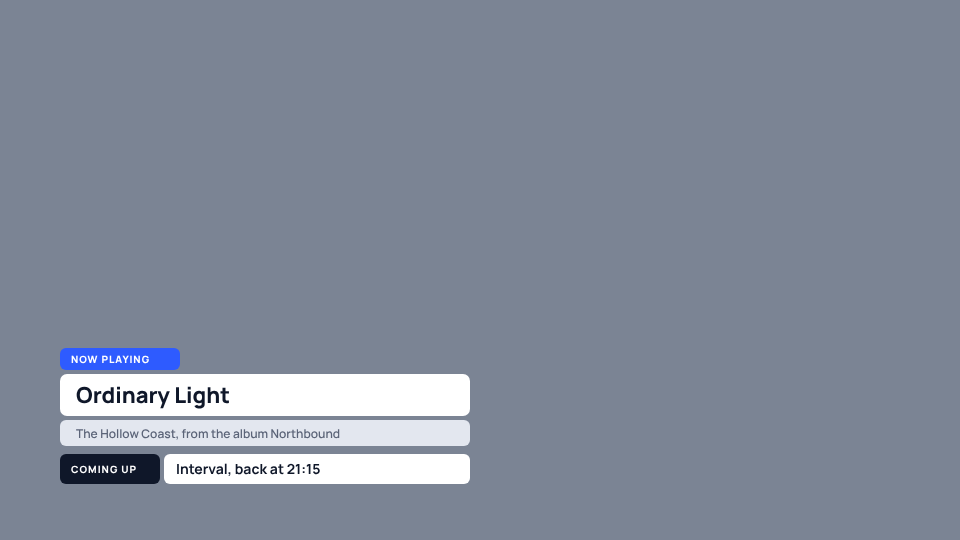 NOW PLAYING
Ordinary Light
The Hollow Coast, from the album Northbound
COMING UP
Interval, back at 21:15